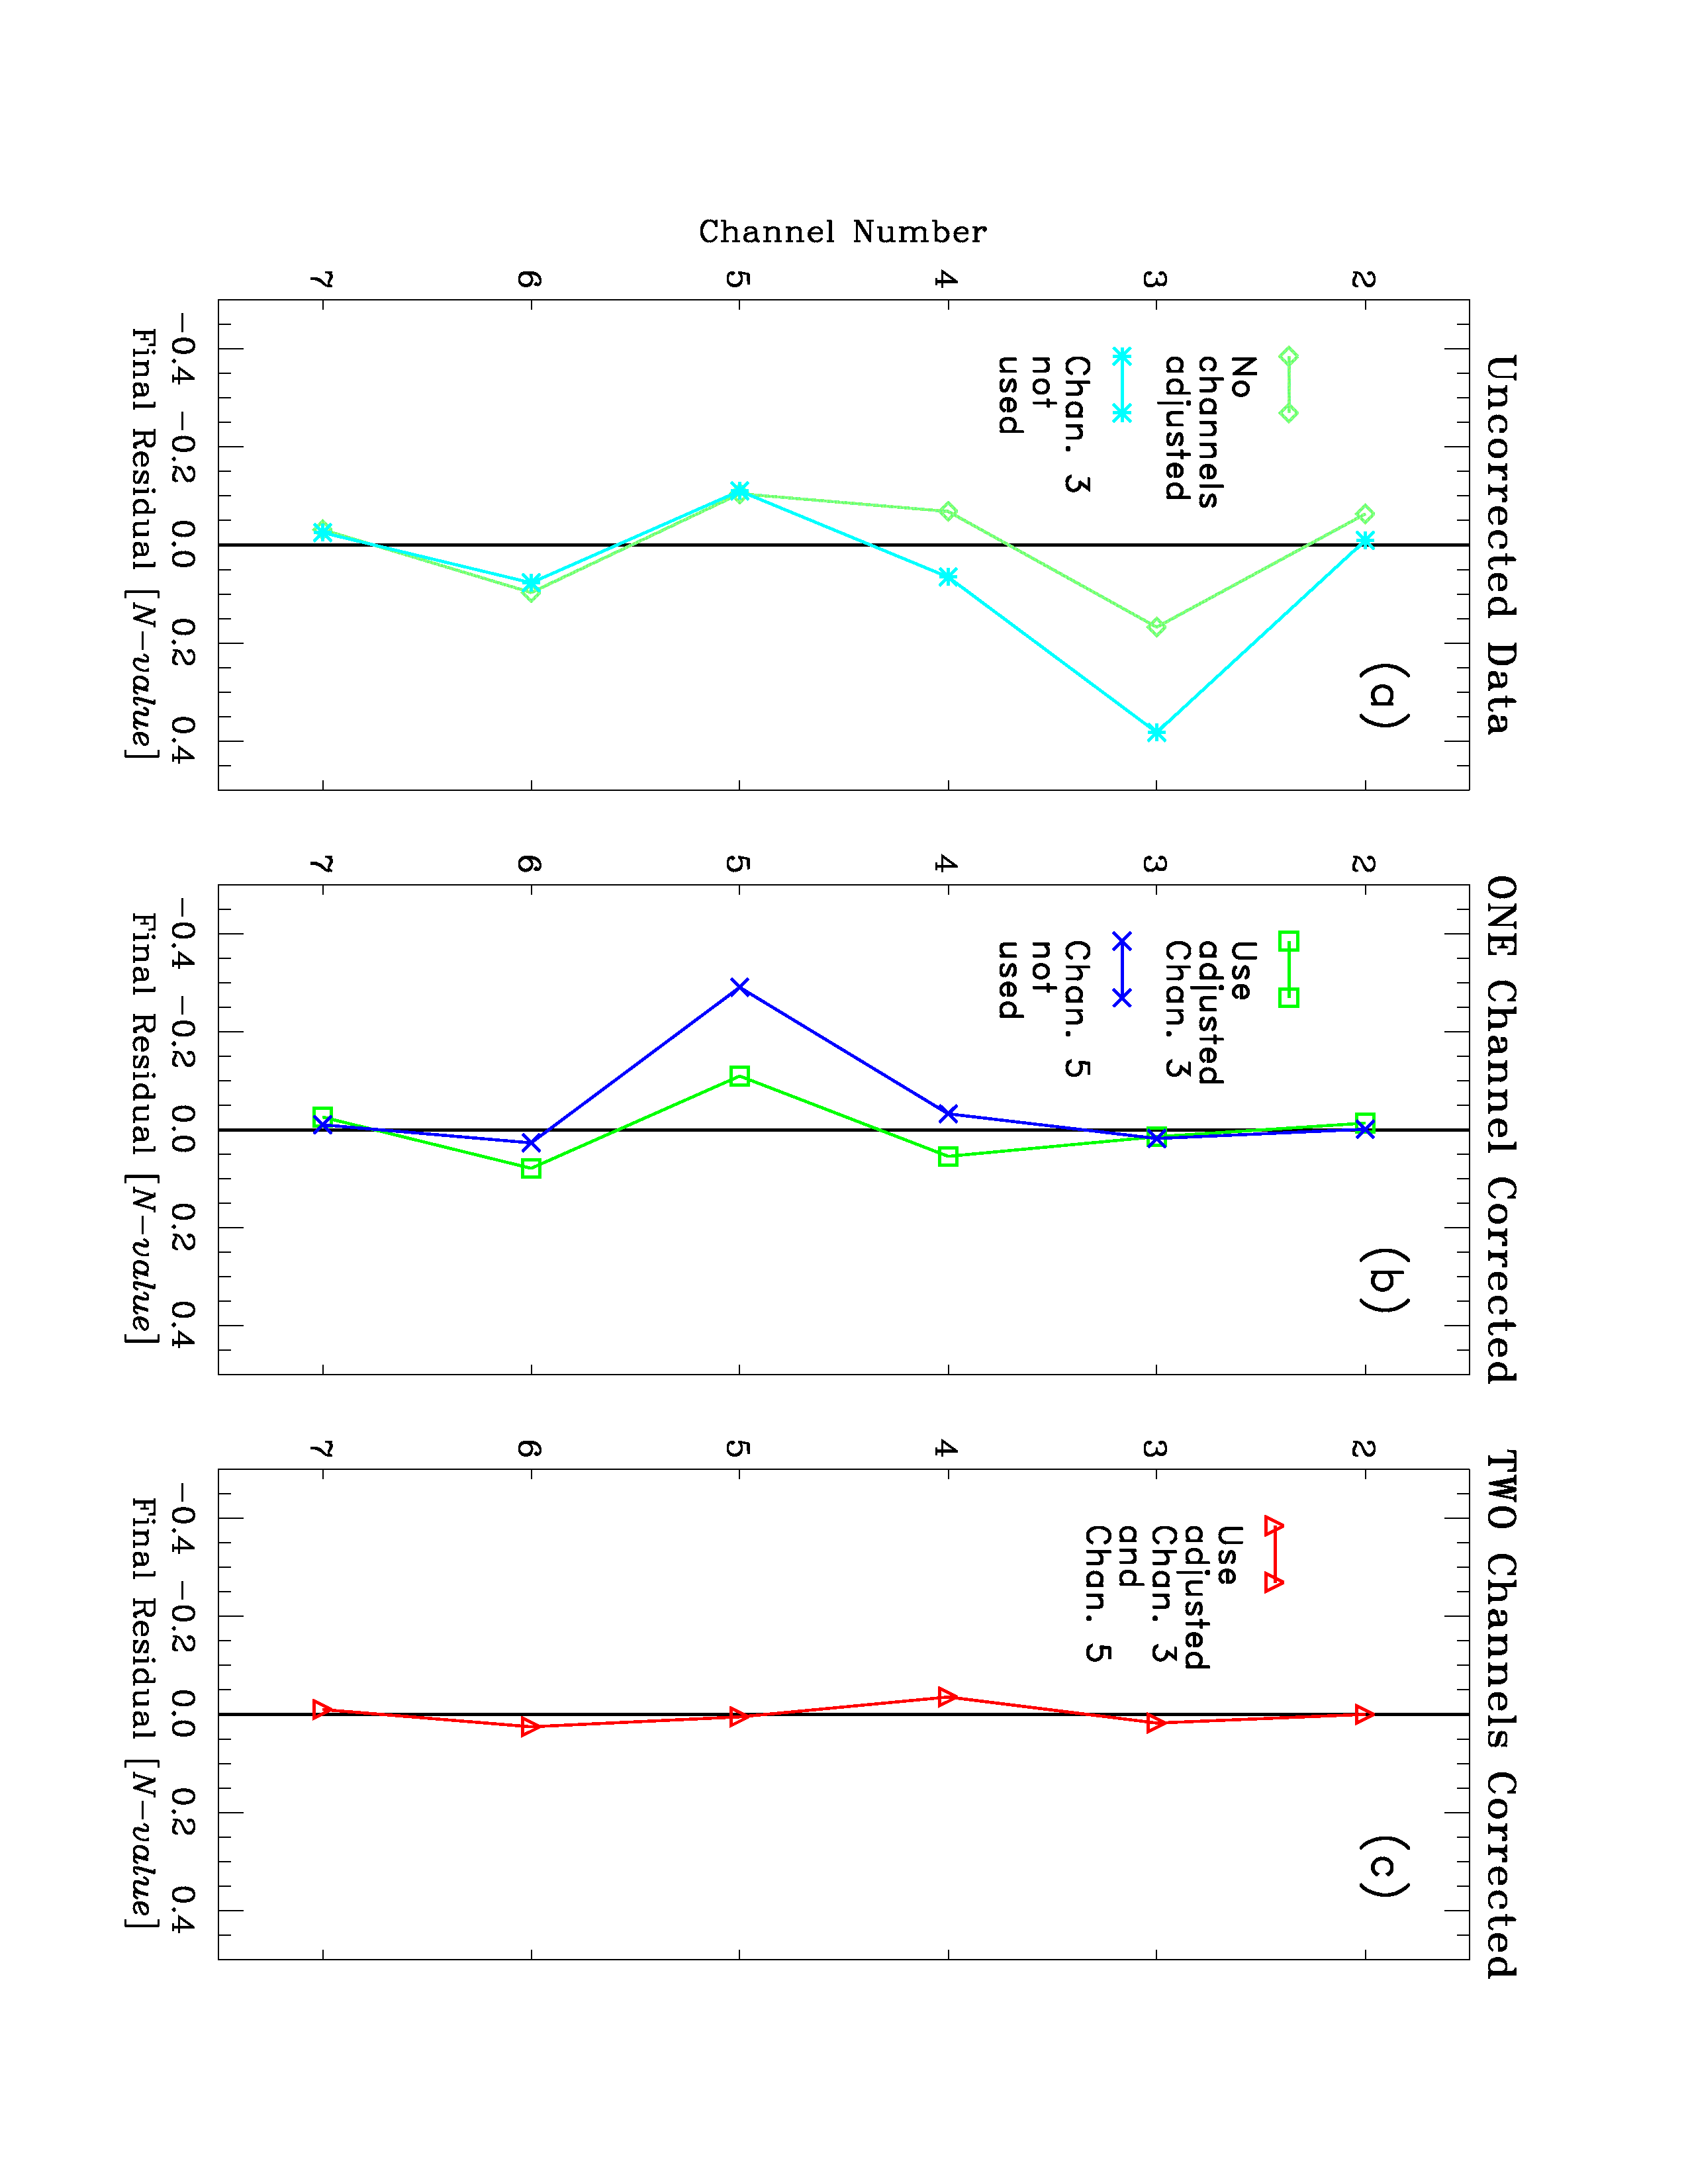 Uncorrected Data
(a)
No
channels
adjusted
Chan. 3
not
used
2
3
4
5
6
7
Channel Number
−0.4 −0.2 0.0 0.2 0.4
Final Residual [N−value]
ONE Channel Corrected
(b)
Use
adjusted
Chan. 3
Chan. 5
not
used
2
3
4
5
6
7
−0.4 −0.2 0.0 0.2 0.4
Final Residual [N−value]
TWO Channels Corrected
(c)
Use
adjusted
Chan. 3
and
Chan. 5
2
3
4
5
6
7
−0.4 −0.2 0.0 0.2 0.4
Final Residual [N−value]